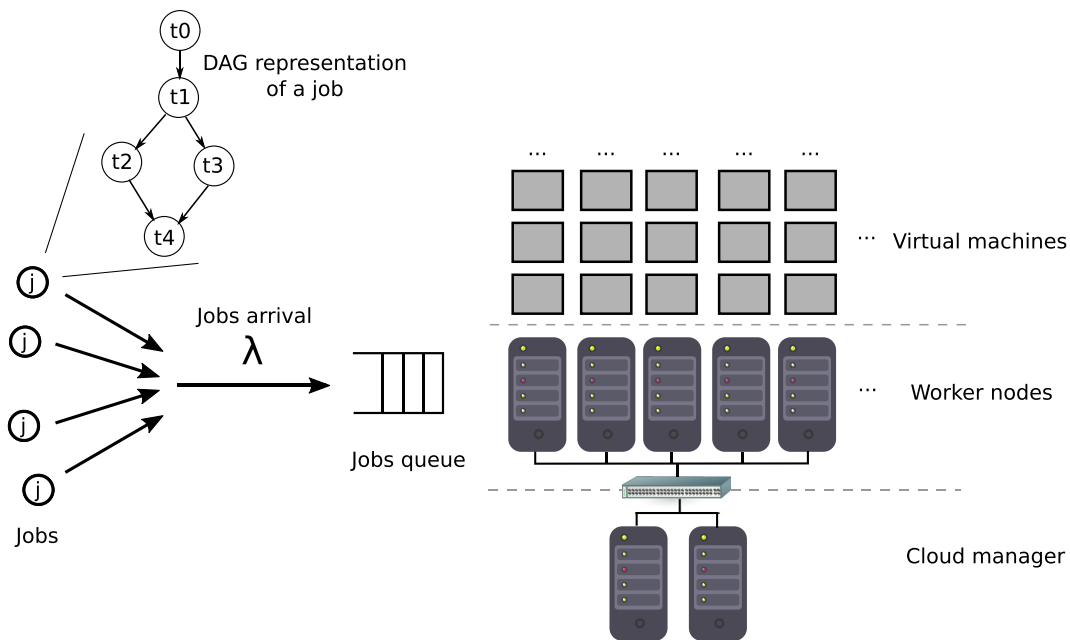 t0
DAG representation
of a job
t1
t2
t3
t4
j
j
j
j
Jobs
Jobs arrival
λ
Jobs queue
... ... ... ... ...
... Virtual machines
... Worker nodes
Cloud manager